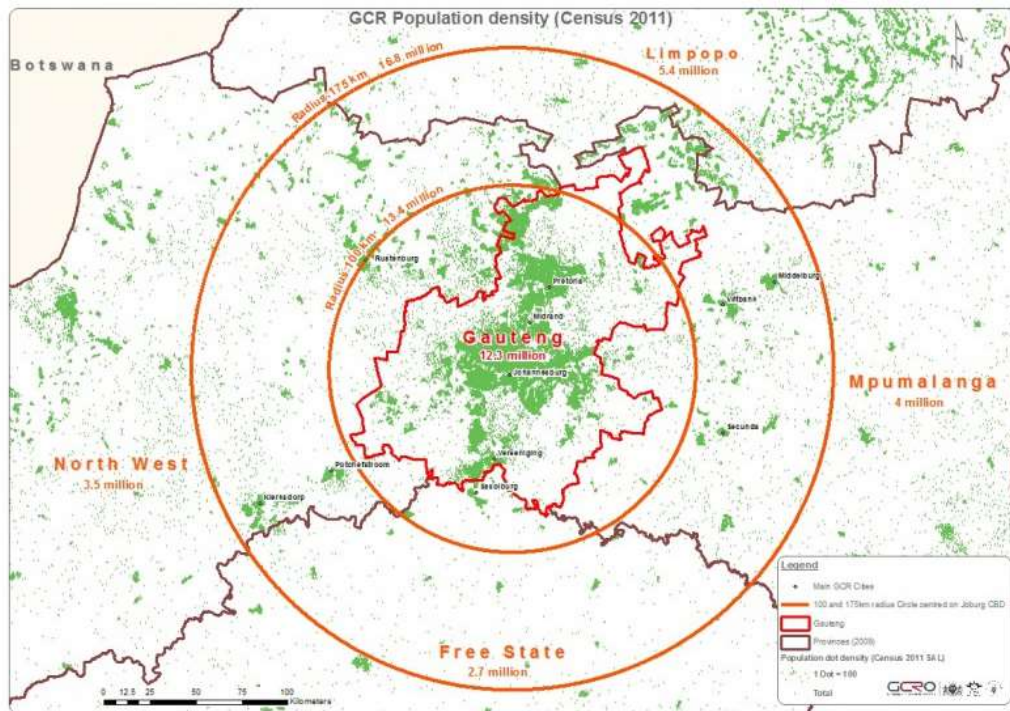 GCR Population density (Census 2011)
Botswana
Limpopo
5.4 million
Radius 175 km - 16.8 million
Radius 100 km - 13.4 million
Rustenburg
Pretoria
Middelburg
Witbank
Midrand
Gauteng
12.3 million
Johannesburg
Mpumalanga
4 million
Secunda
North West
3.5 million
Vereeniging
Potchefstroom
Sasolburg
Klerksdorp
Free State
2.7 million
Legend
Main GCR Cities
100 and 175km radius Circle centred on Joburg CBD
Gauteng
Provinces (2009)
Population dot density (Census 2011 SAL)
1 Dot = 100
Total
GCRO
0 12.5 25 50 75 100
Kilometers